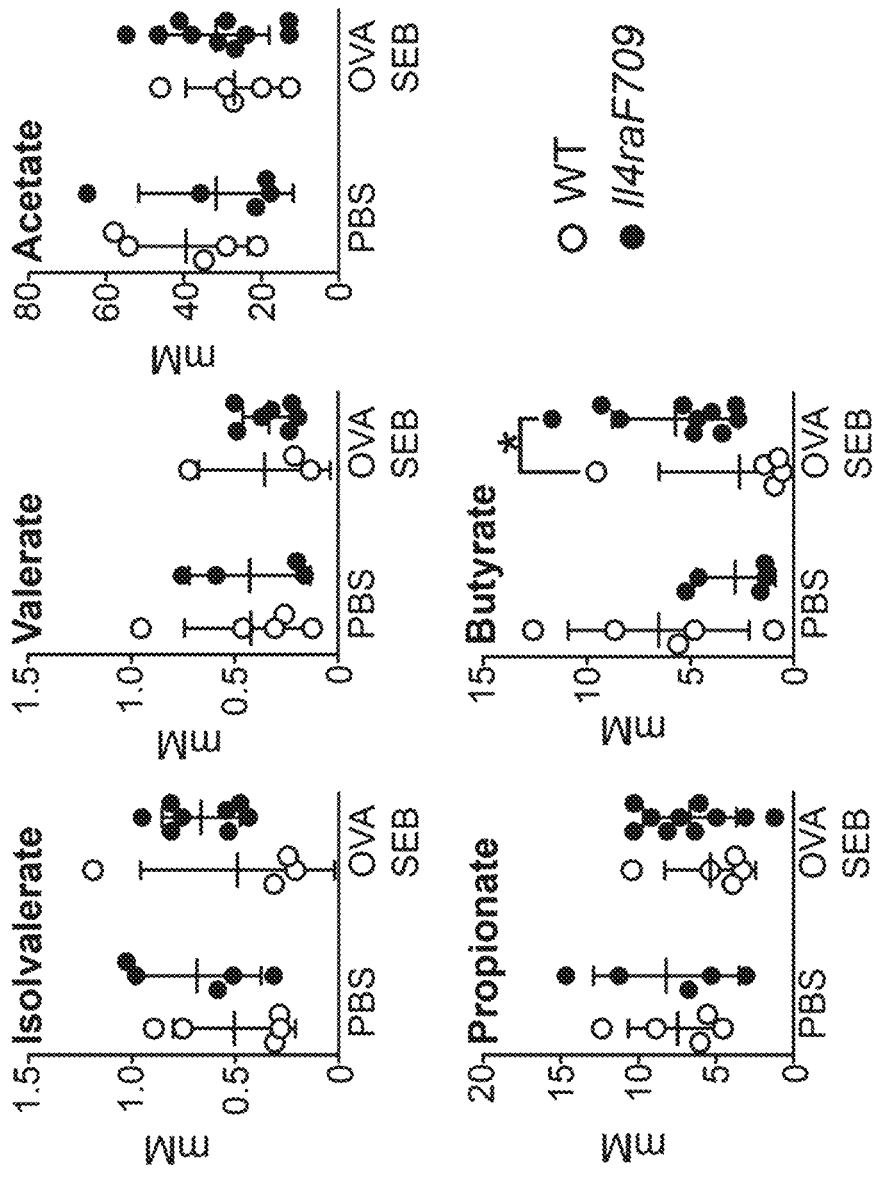 Isolvalerate
1.5
1.0
0.5
0
mM
PBS
OVA
SEB
Valerate
1.5
1.0
0.5
0
mM
PBS
OVA
SEB
Acetate
80
60
40
20
0
mM
PBS
OVA
SEB
Propionate
20
15
10
5
0
mM
PBS
OVA
SEB
Butyrate
15
10
5
0
mM
*
PBS
OVA
SEB
WT
Il4raF709